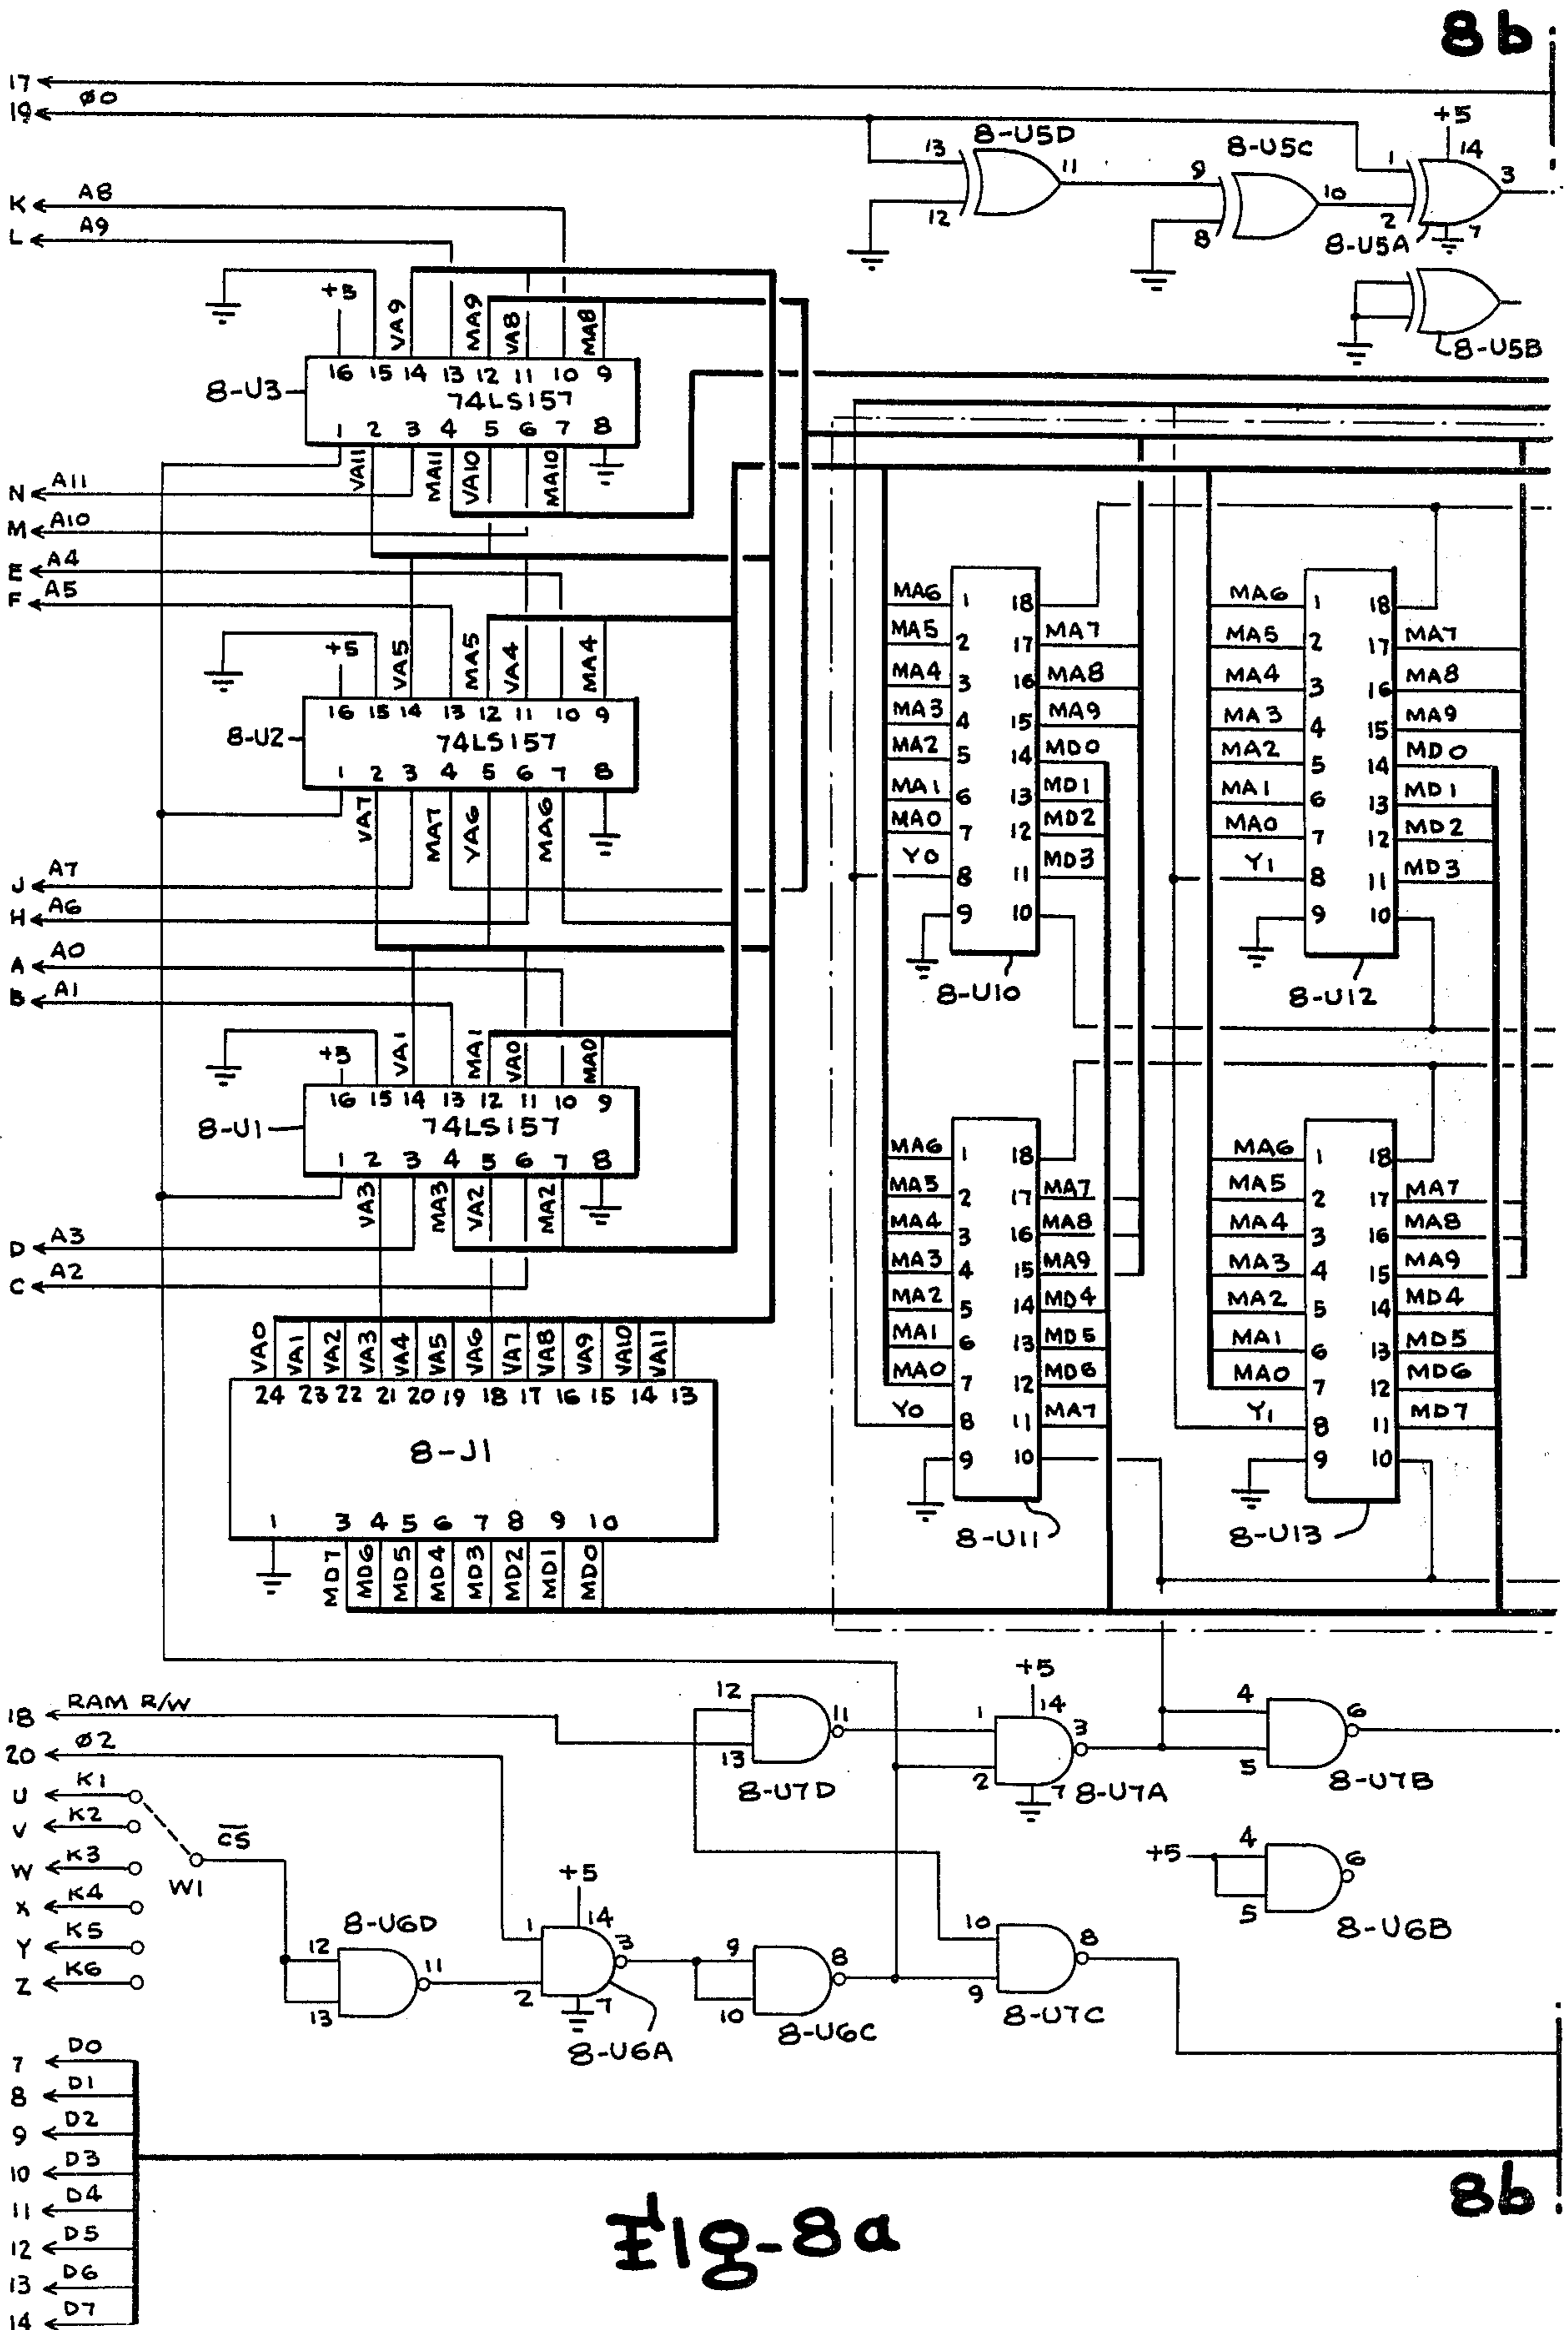 8b
17
19 ø0
8-U5D
13
12
11
8-U5C
9
8
10
+5
1
14
2
3
7
8-U5A
8-U5B
K A8
L A9
+5
VA9
MA9
VA8
MA8
16 15 14 13 12 11 10 9
8-U3
74LS157
1 2 3 4 5 6 7 8
VA11
MA11
VA10
MA10
N A11
M A10
E A4
F A5
+5
VA5
MA5
VA4
MA4
16 15 14 13 12 11 10 9
8-U2
74LS157
1 2 3 4 5 6 7 8
VA7
MA7
VA6
MA6
J A7
H A6
A A0
B A1
+5
VA1
MA1
VA0
MA0
16 15 14 13 12 11 10 9
8-U1
74LS157
1 2 3 4 5 6 7 8
VA3
MA3
VA2
MA2
D A3
C A2
VA0 VA1 VA2 VA3 VA4 VA5 VA6 VA7 VA8 VA9 VA10 VA11
24 23 22 21 20 19 18 17 16 15 14 13
8-J1
1 3 4 5 6 7 8 9 10
MD7 MD6 MD5 MD4 MD3 MD2 MD1 MD0
MA6 1 18
MA5 2 17 MA7
MA4 3 16 MA8
MA3 4 15 MA9
MA2 5 14 MD0
MA1 6 13 MD1
MA0 7 12 MD2
Y0 8 11 MD3
9 10
8-U10
MA6 1 18
MA5 2 17 MA7
MA4 3 16 MA8
MA3 4 15 MA9
MA2 5 14 MD0
MA1 6 13 MD1
MA0 7 12 MD2
Y1 8 11 MD3
9 10
8-U12
MA6 1 18
MA5 2 17 MA7
MA4 3 16 MA8
MA3 4 15 MA9
MA2 5 14 MD4
MA1 6 13 MD5
MA0 7 12 MD6
Y0 8 11 MA7
9 10
8-U11
MA6 1 18
MA5 2 17 MA7
MA4 3 16 MA8
MA3 4 15 MA9
MA2 5 14 MD4
MA1 6 13 MD5
MA0 7 12 MD6
Y1 8 11 MD7
9 10
8-U13
18 RAM R/W
20 ø2
12
13
11
8-U7D
+5
1
14
2
3
7
8-U7A
4
5
6
8-U7B
U K1
V K2
W K3
X K4
Y K5
Z K6
CS
W1
8-U6D
12
13
11
+5
1
14
2
3
7
8-U6A
9
10
8
8-U6C
10
9
8
8-U7C
+5
4
5
6
8-U6B
7 D0
8 D1
9 D2
10 D3
11 D4
12 D5
13 D6
14 D7
8b
Fig-8a